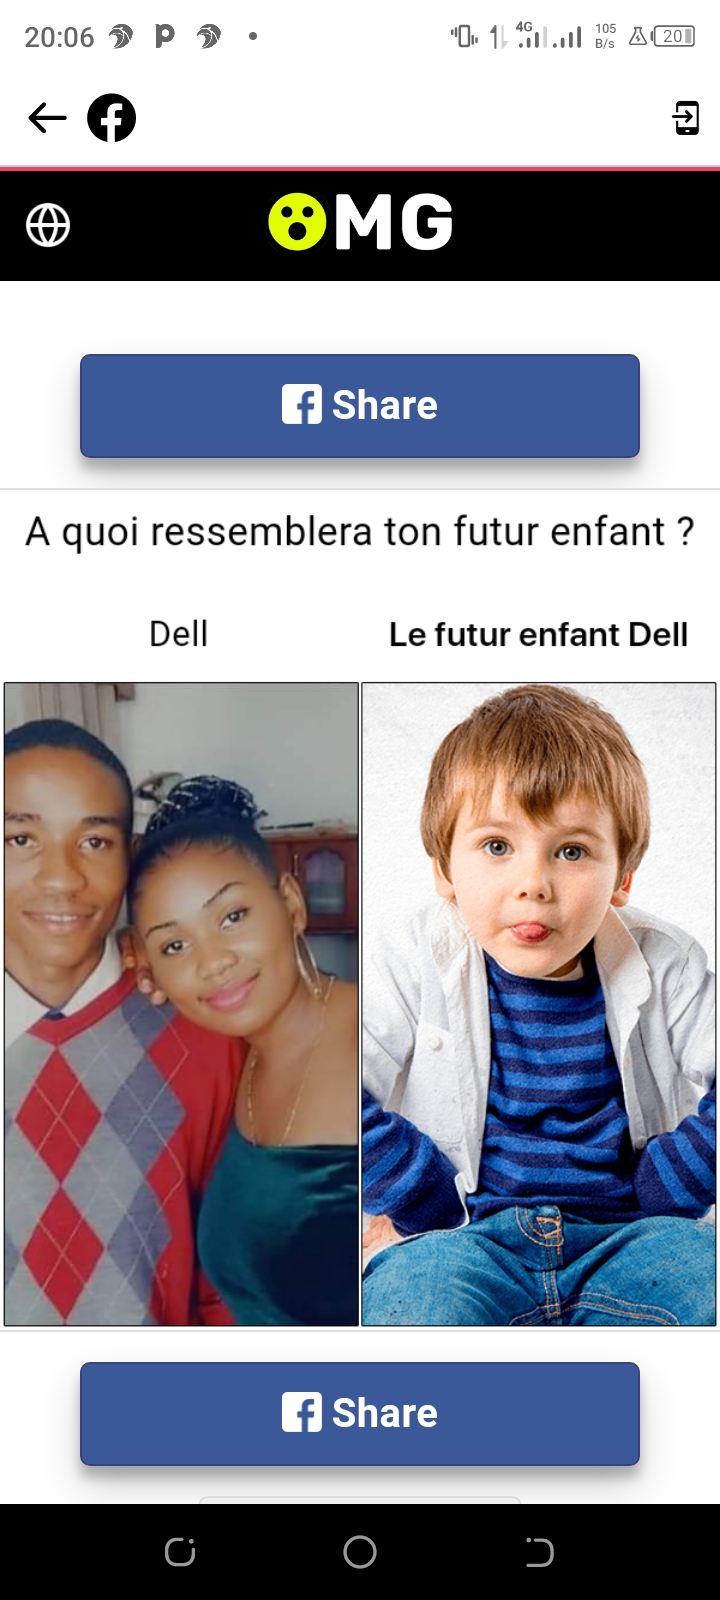 20:06
4G
105
B/s
20
OMG
Share
A quoi ressemblera ton futur enfant ?
Dell
Le futur enfant Dell
Share